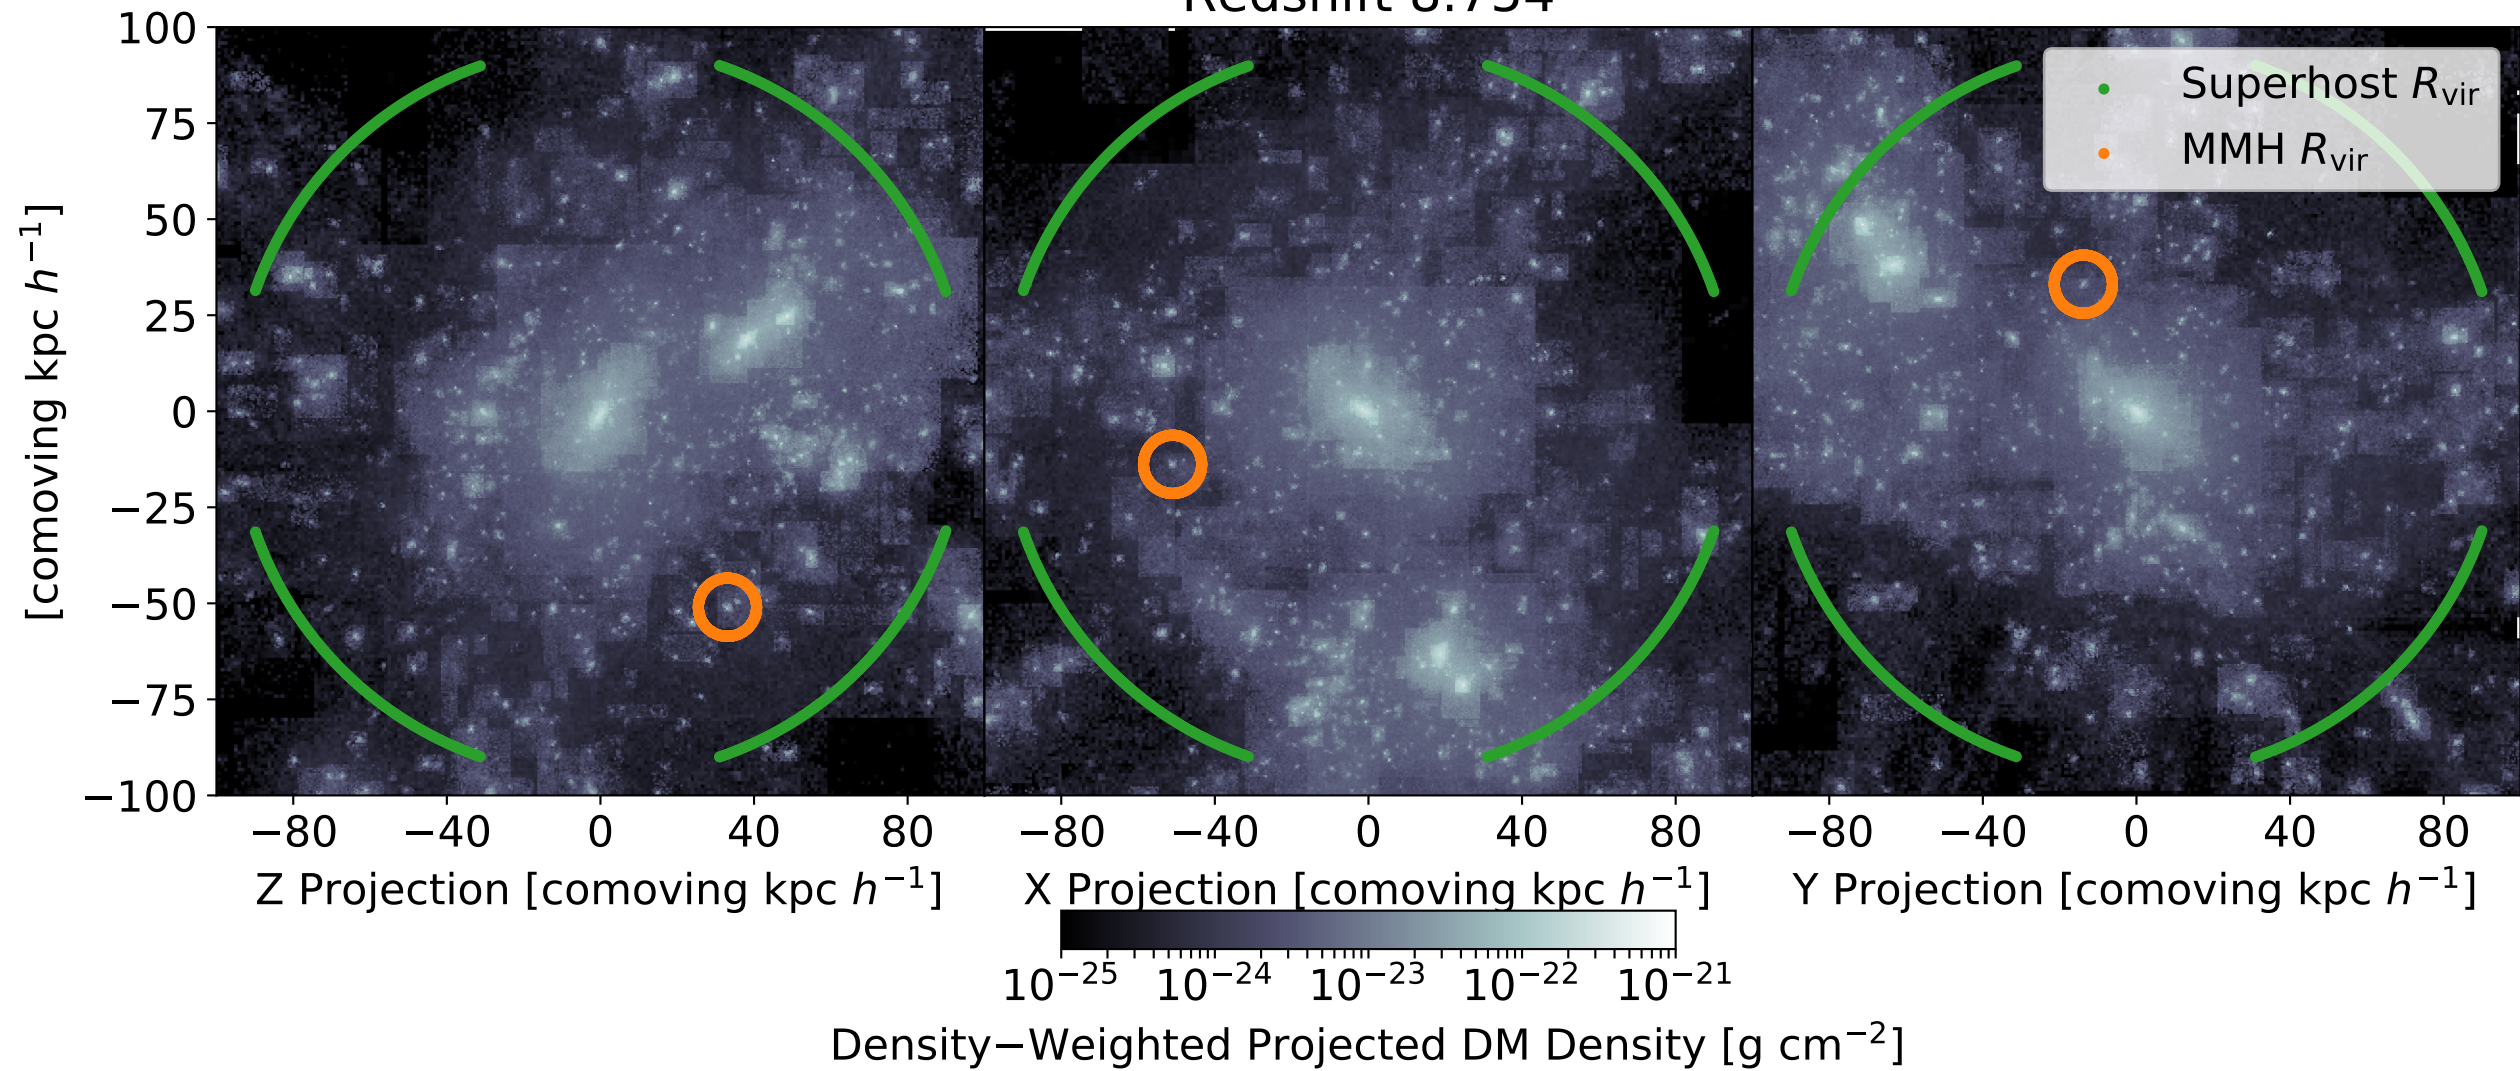 Redshift 8.734
100
75
50
25
0
−25
−50
−75
−100
[comoving kpc h⁻¹]
Superhost Rvir
MMH Rvir
−80 −40 0 40 80 −80 −40 0 40 80 −80 −40 0 40 80
Z Projection [comoving kpc h⁻¹] X Projection [comoving kpc h⁻¹] Y Projection [comoving kpc h⁻¹]
10⁻²⁵ 10⁻²⁴ 10⁻²³ 10⁻²² 10⁻²¹
Density−Weighted Projected DM Density [g cm⁻²]